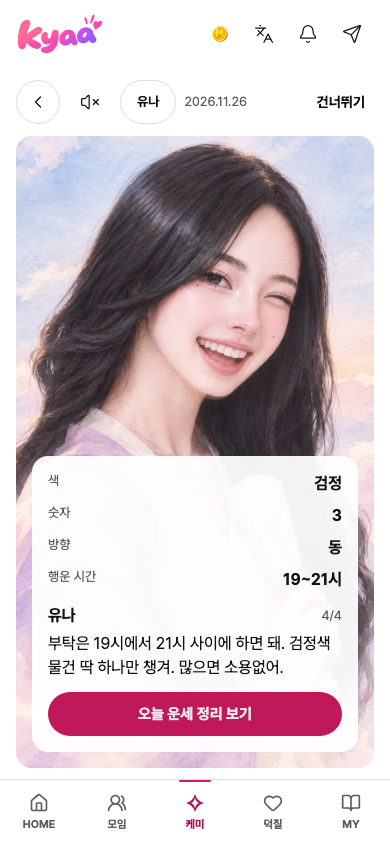 kyaa
유나
2026.11.26
건너뛰기
색 검정
숫자 3
방향 동
행운 시간 19~21시
유나 4/4
부탁은 19시에서 21시 사이에 하면 돼. 검정색
물건 딱 하나만 챙겨. 많으면 소용없어.
오늘 운세 정리 보기
HOME 모임 케미 덕질 MY